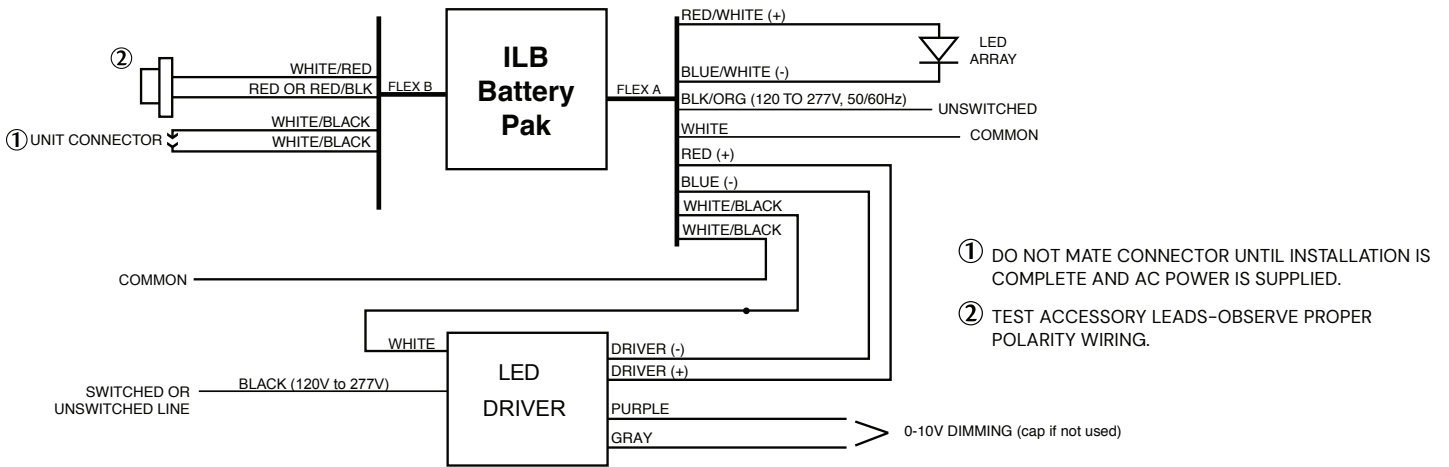 ②
WHITE/RED
RED OR RED/BLK
① UNIT CONNECTOR
WHITE/BLACK
WHITE/BLACK
FLEX B
ILB
Battery
Pak
FLEX A
RED/WHITE (+)
LED
ARRAY
BLUE/WHITE (-)
BLK/ORG (120 TO 277V, 50/60Hz)
UNSWITCHED
WHITE
COMMON
RED (+)
BLUE (-)
WHITE/BLACK
WHITE/BLACK
COMMON
① DO NOT MATE CONNECTOR UNTIL INSTALLATION IS
COMPLETE AND AC POWER IS SUPPLIED.
② TEST ACCESSORY LEADS–OBSERVE PROPER
POLARITY WIRING.
WHITE
BLACK (120V to 277V)
SWITCHED OR
UNSWITCHED LINE
LED
DRIVER
DRIVER (-)
DRIVER (+)
PURPLE
GRAY
0-10V DIMMING (cap if not used)